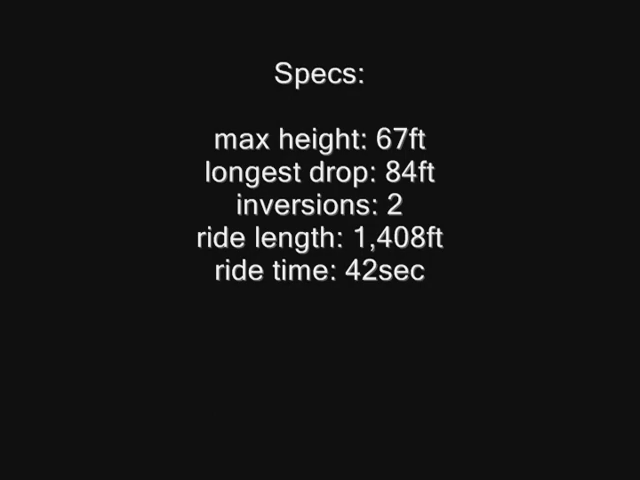 Specs:
max height: 67ft
longest drop: 84ft
inversions: 2
ride length: 1,408ft
ride time: 42sec